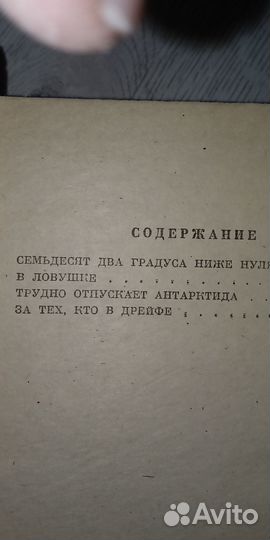 СОДЕРЖАНИЕ
СЕМЬДЕСЯТ ДВА ГРАДУСА НИЖЕ НУЛЯ
В ЛОВУШКЕ . . . . . . . . .
ТРУДНО ОТПУСКАЕТ АНТАРКТИДА . .
ЗА ТЕХ, КТО В ДРЕЙФЕ . . . . . .
Avito